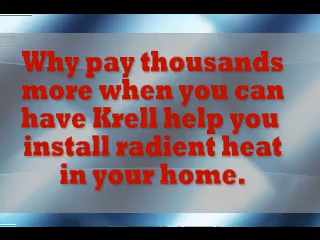 Why pay thousands
more when you can
have Krell help you
install radient heat
in your home.